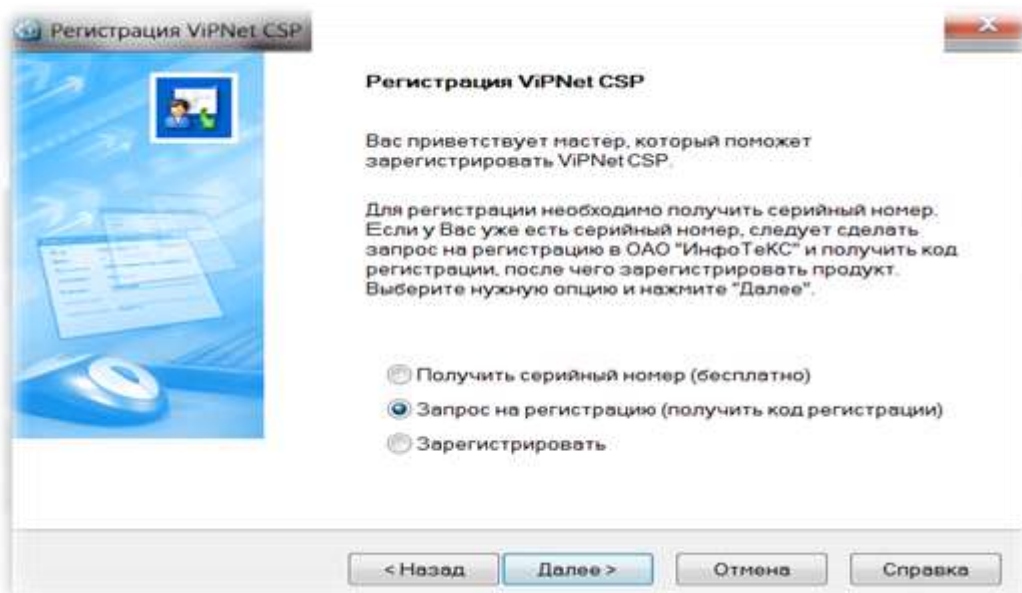 Регистрация ViPNet CSP
Регистрация ViPNet CSP
Вас приветствует мастер, который поможет
зарегистрировать ViPNet CSP.
Для регистрации необходимо получить серийный номер.
Если у Вас уже есть серийный номер, следует сделать
запрос на регистрацию в ОАО "ИнфоТеКС" и получить код
регистрации, после чего зарегистрировать продукт.
Выберите нужную опцию и нажмите "Далее".
Получить серийный номер (бесплатно)
Запрос на регистрацию (получить код регистрации)
Зарегистрировать
< Назад Далее > Отмена Справка